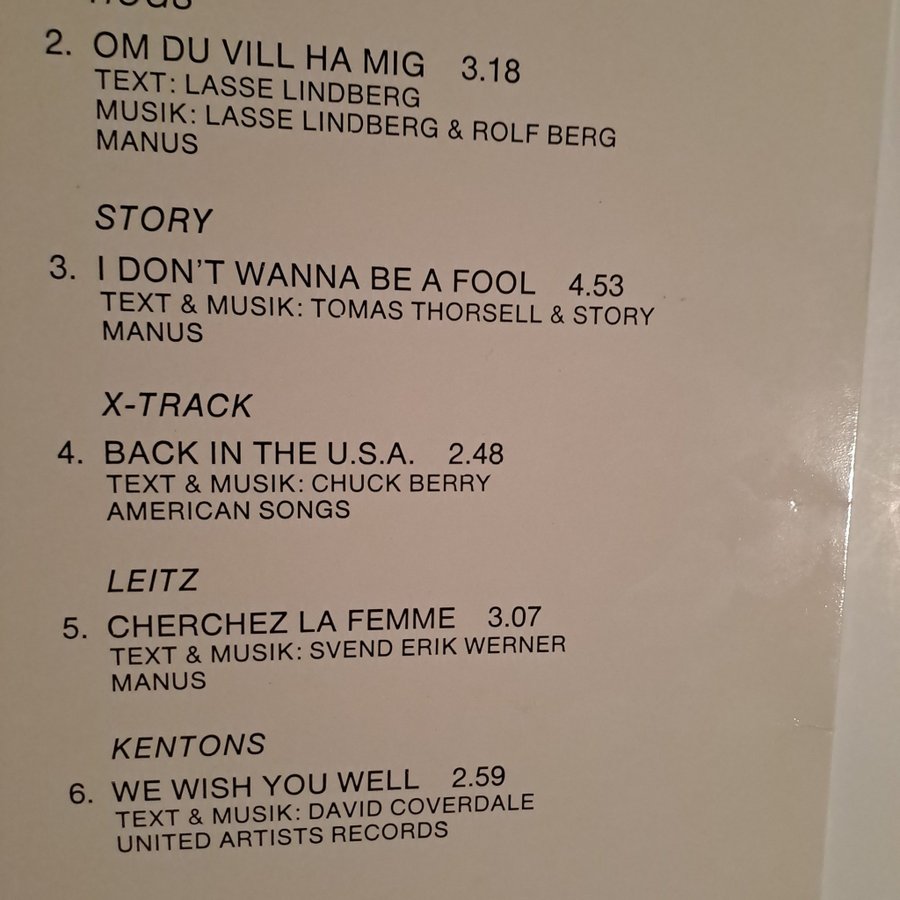 2. OM DU VILL HA MIG 3.18
TEXT: LASSE LINDBERG
MUSIK: LASSE LINDBERG & ROLF BERG
MANUS
STORY
3. I DON'T WANNA BE A FOOL 4.53
TEXT & MUSIK: TOMAS THORSELL & STORY
MANUS
X-TRACK
4. BACK IN THE U.S.A. 2.48
TEXT & MUSIK: CHUCK BERRY
AMERICAN SONGS
LEITZ
5. CHERCHEZ LA FEMME 3.07
TEXT & MUSIK: SVEND ERIK WERNER
MANUS
KENTONS
6. WE WISH YOU WELL 2.59
TEXT & MUSIK: DAVID COVERDALE
UNITED ARTISTS RECORDS